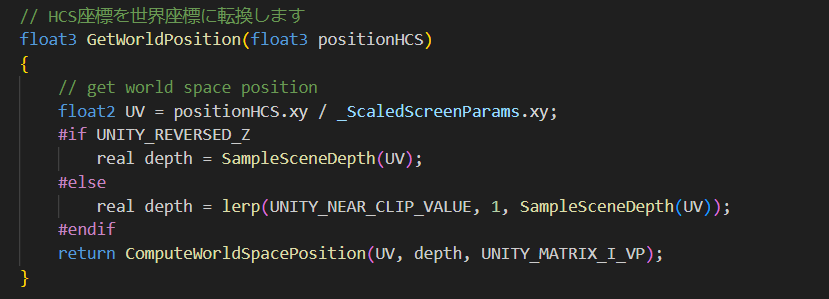 // HCS座標を世界座標に転換します
float3 GetWorldPosition(float3 positionHCS)
{
// get world space position
float2 UV = positionHCS.xy / _ScaledScreenParams.xy;
#if UNITY_REVERSED_Z
real depth = SampleSceneDepth(UV);
#else
real depth = lerp(UNITY_NEAR_CLIP_VALUE, 1, SampleSceneDepth(UV));
#endif
return ComputeWorldSpacePosition(UV, depth, UNITY_MATRIX_I_VP);
}